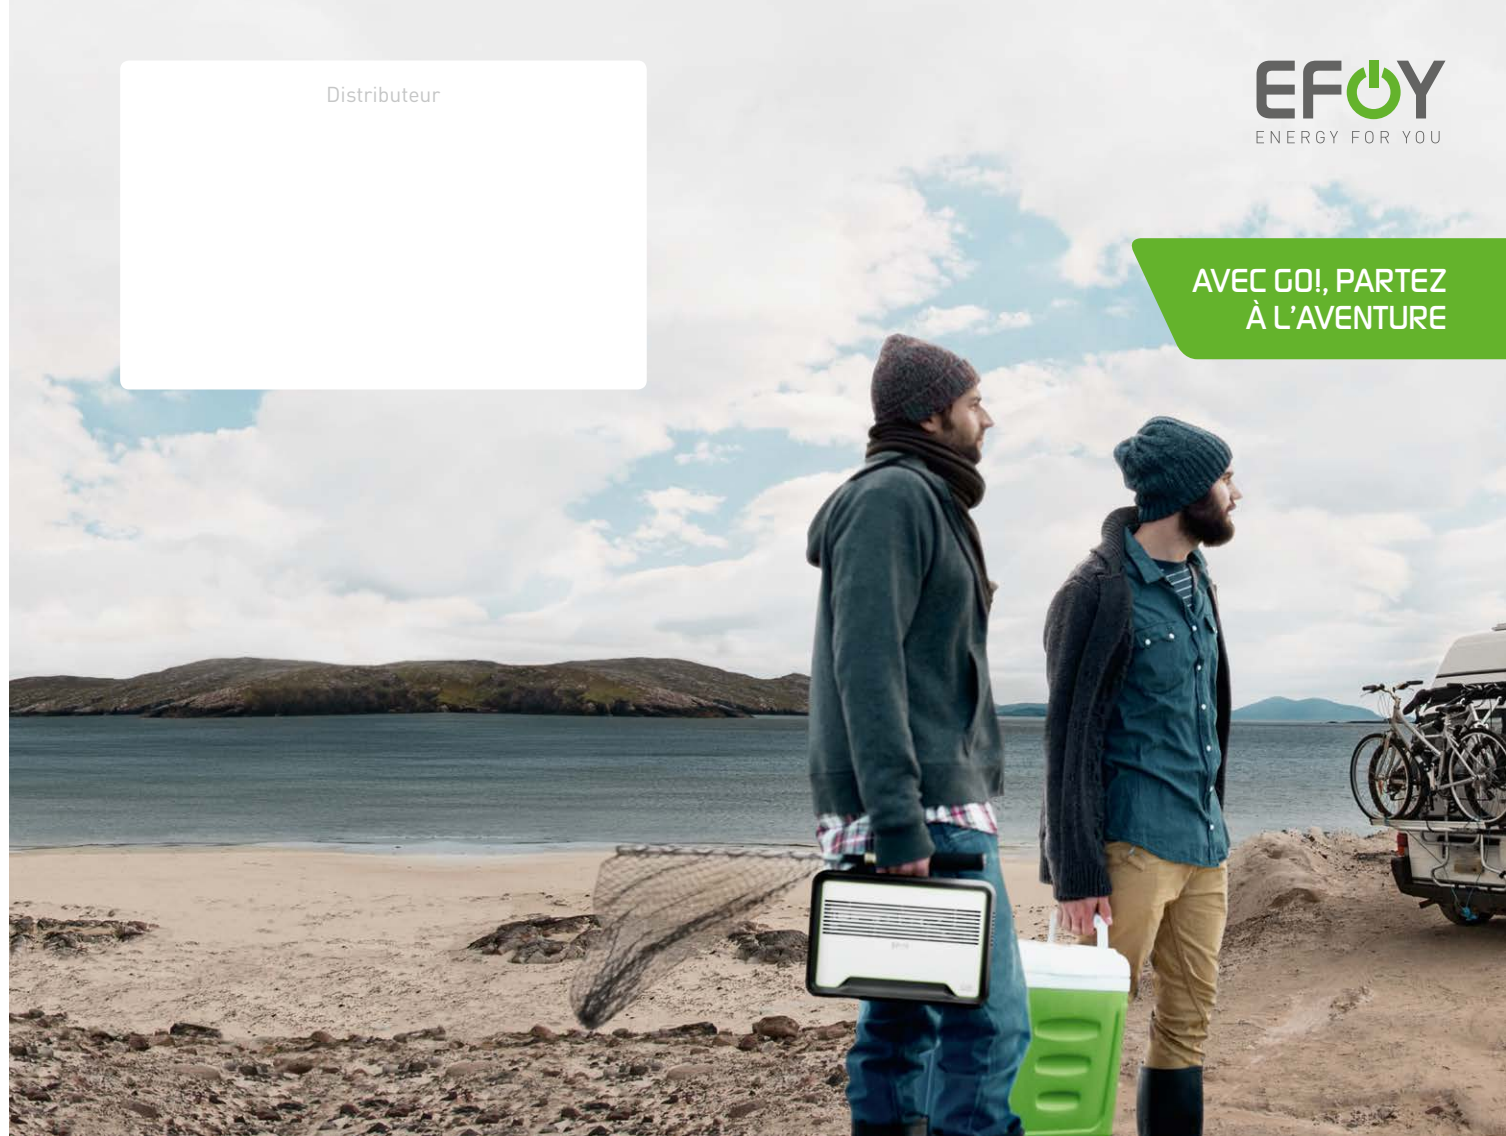 Distributeur
EFOY
ENERGY FOR YOU
AVEC GO!, PARTEZ
À L’AVENTURE